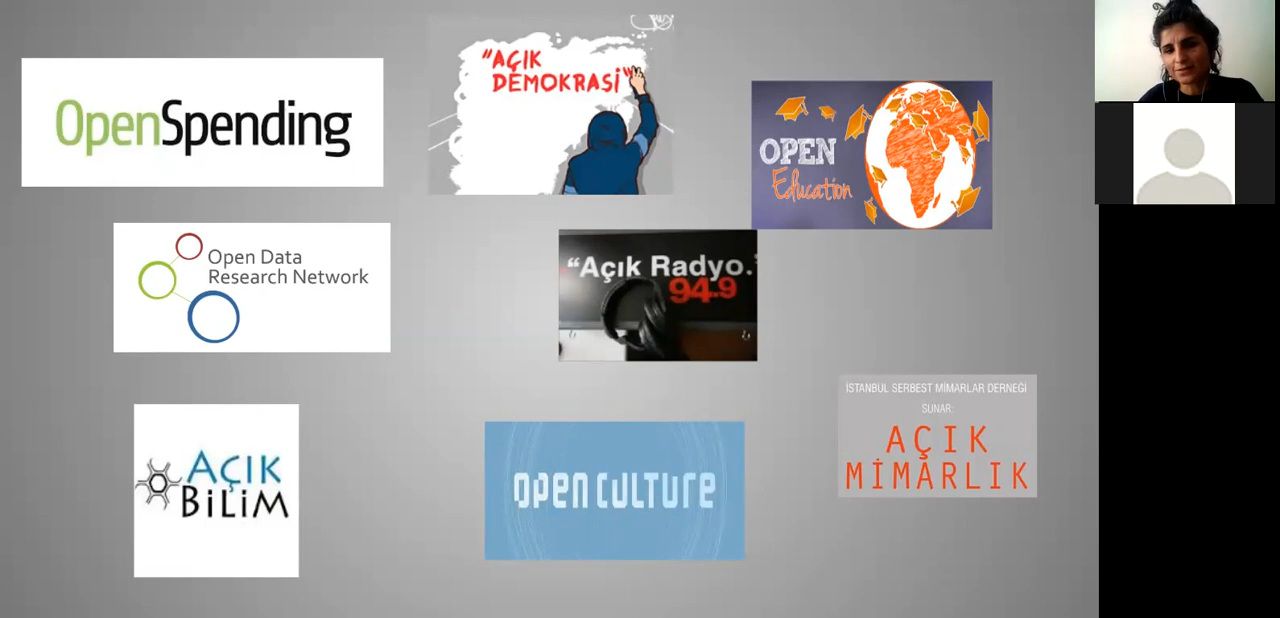 OpenSpending
"AÇIK
DEMOKRASİ"
OPEN
Education
Open Data
Research Network
"Açık Radyo."
94.9
İSTANBUL SERBEST MİMARLAR DERNEĞİ
SUNAR:
AÇIK
MİMARLIK
AÇIK
BİLİM
OPEN CULTURE